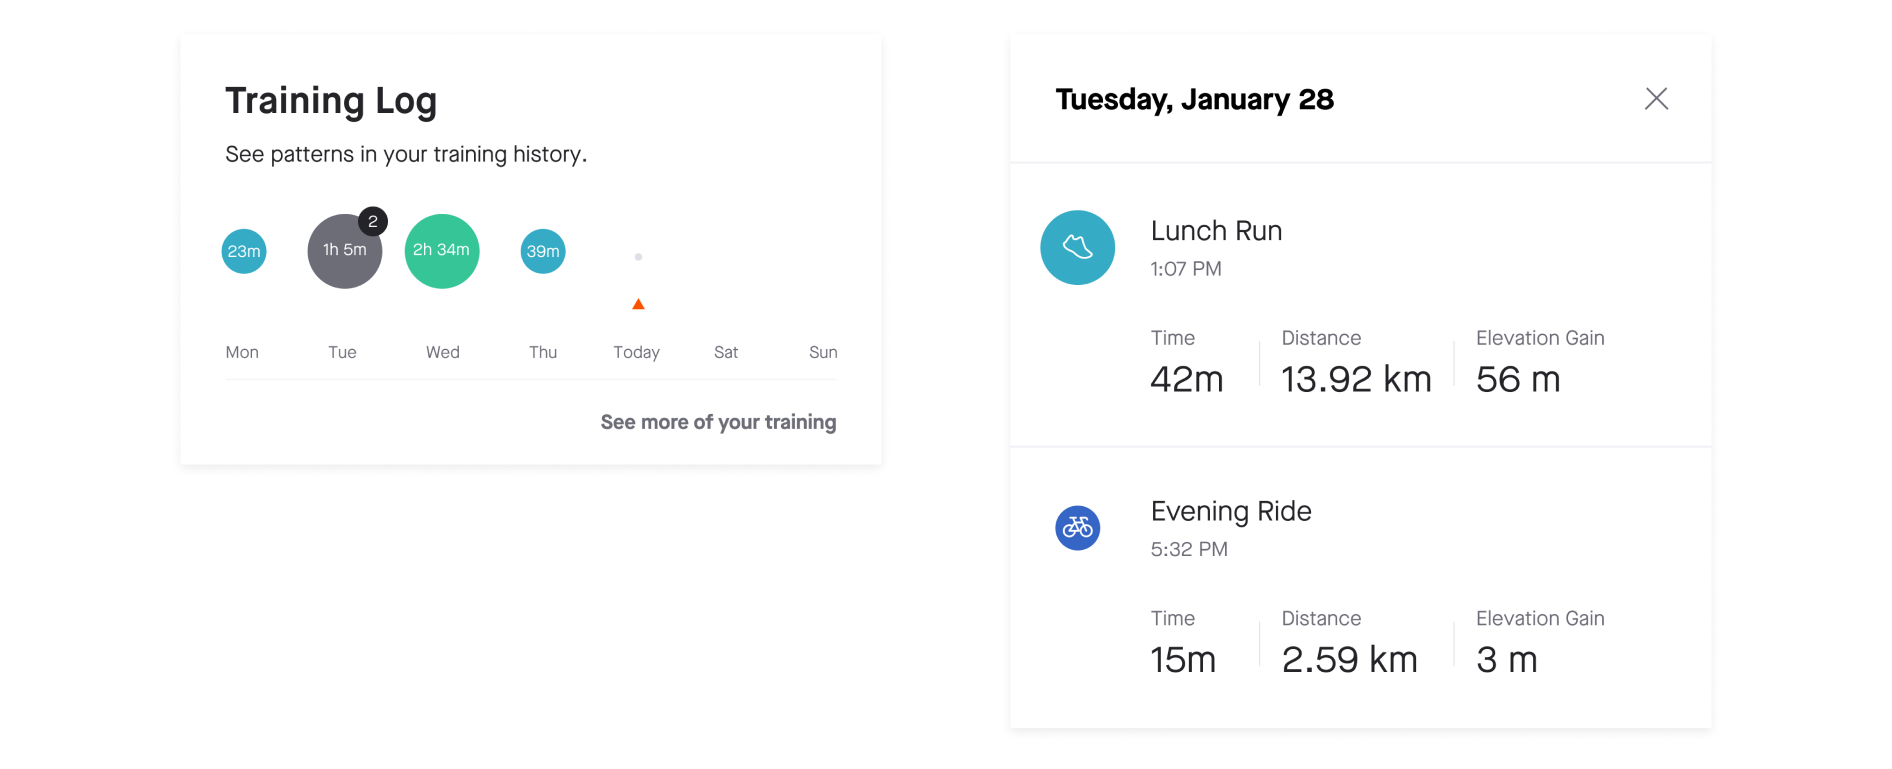 Training Log
See patterns in your training history.
23m 1h 5m 2 2h 34m 39m
Mon Tue Wed Thu Today Sat Sun
See more of your training
Tuesday, January 28
Lunch Run
1:07 PM
Time Distance Elevation Gain
42m 13.92 km 56 m
Evening Ride
5:32 PM
Time Distance Elevation Gain
15m 2.59 km 3 m